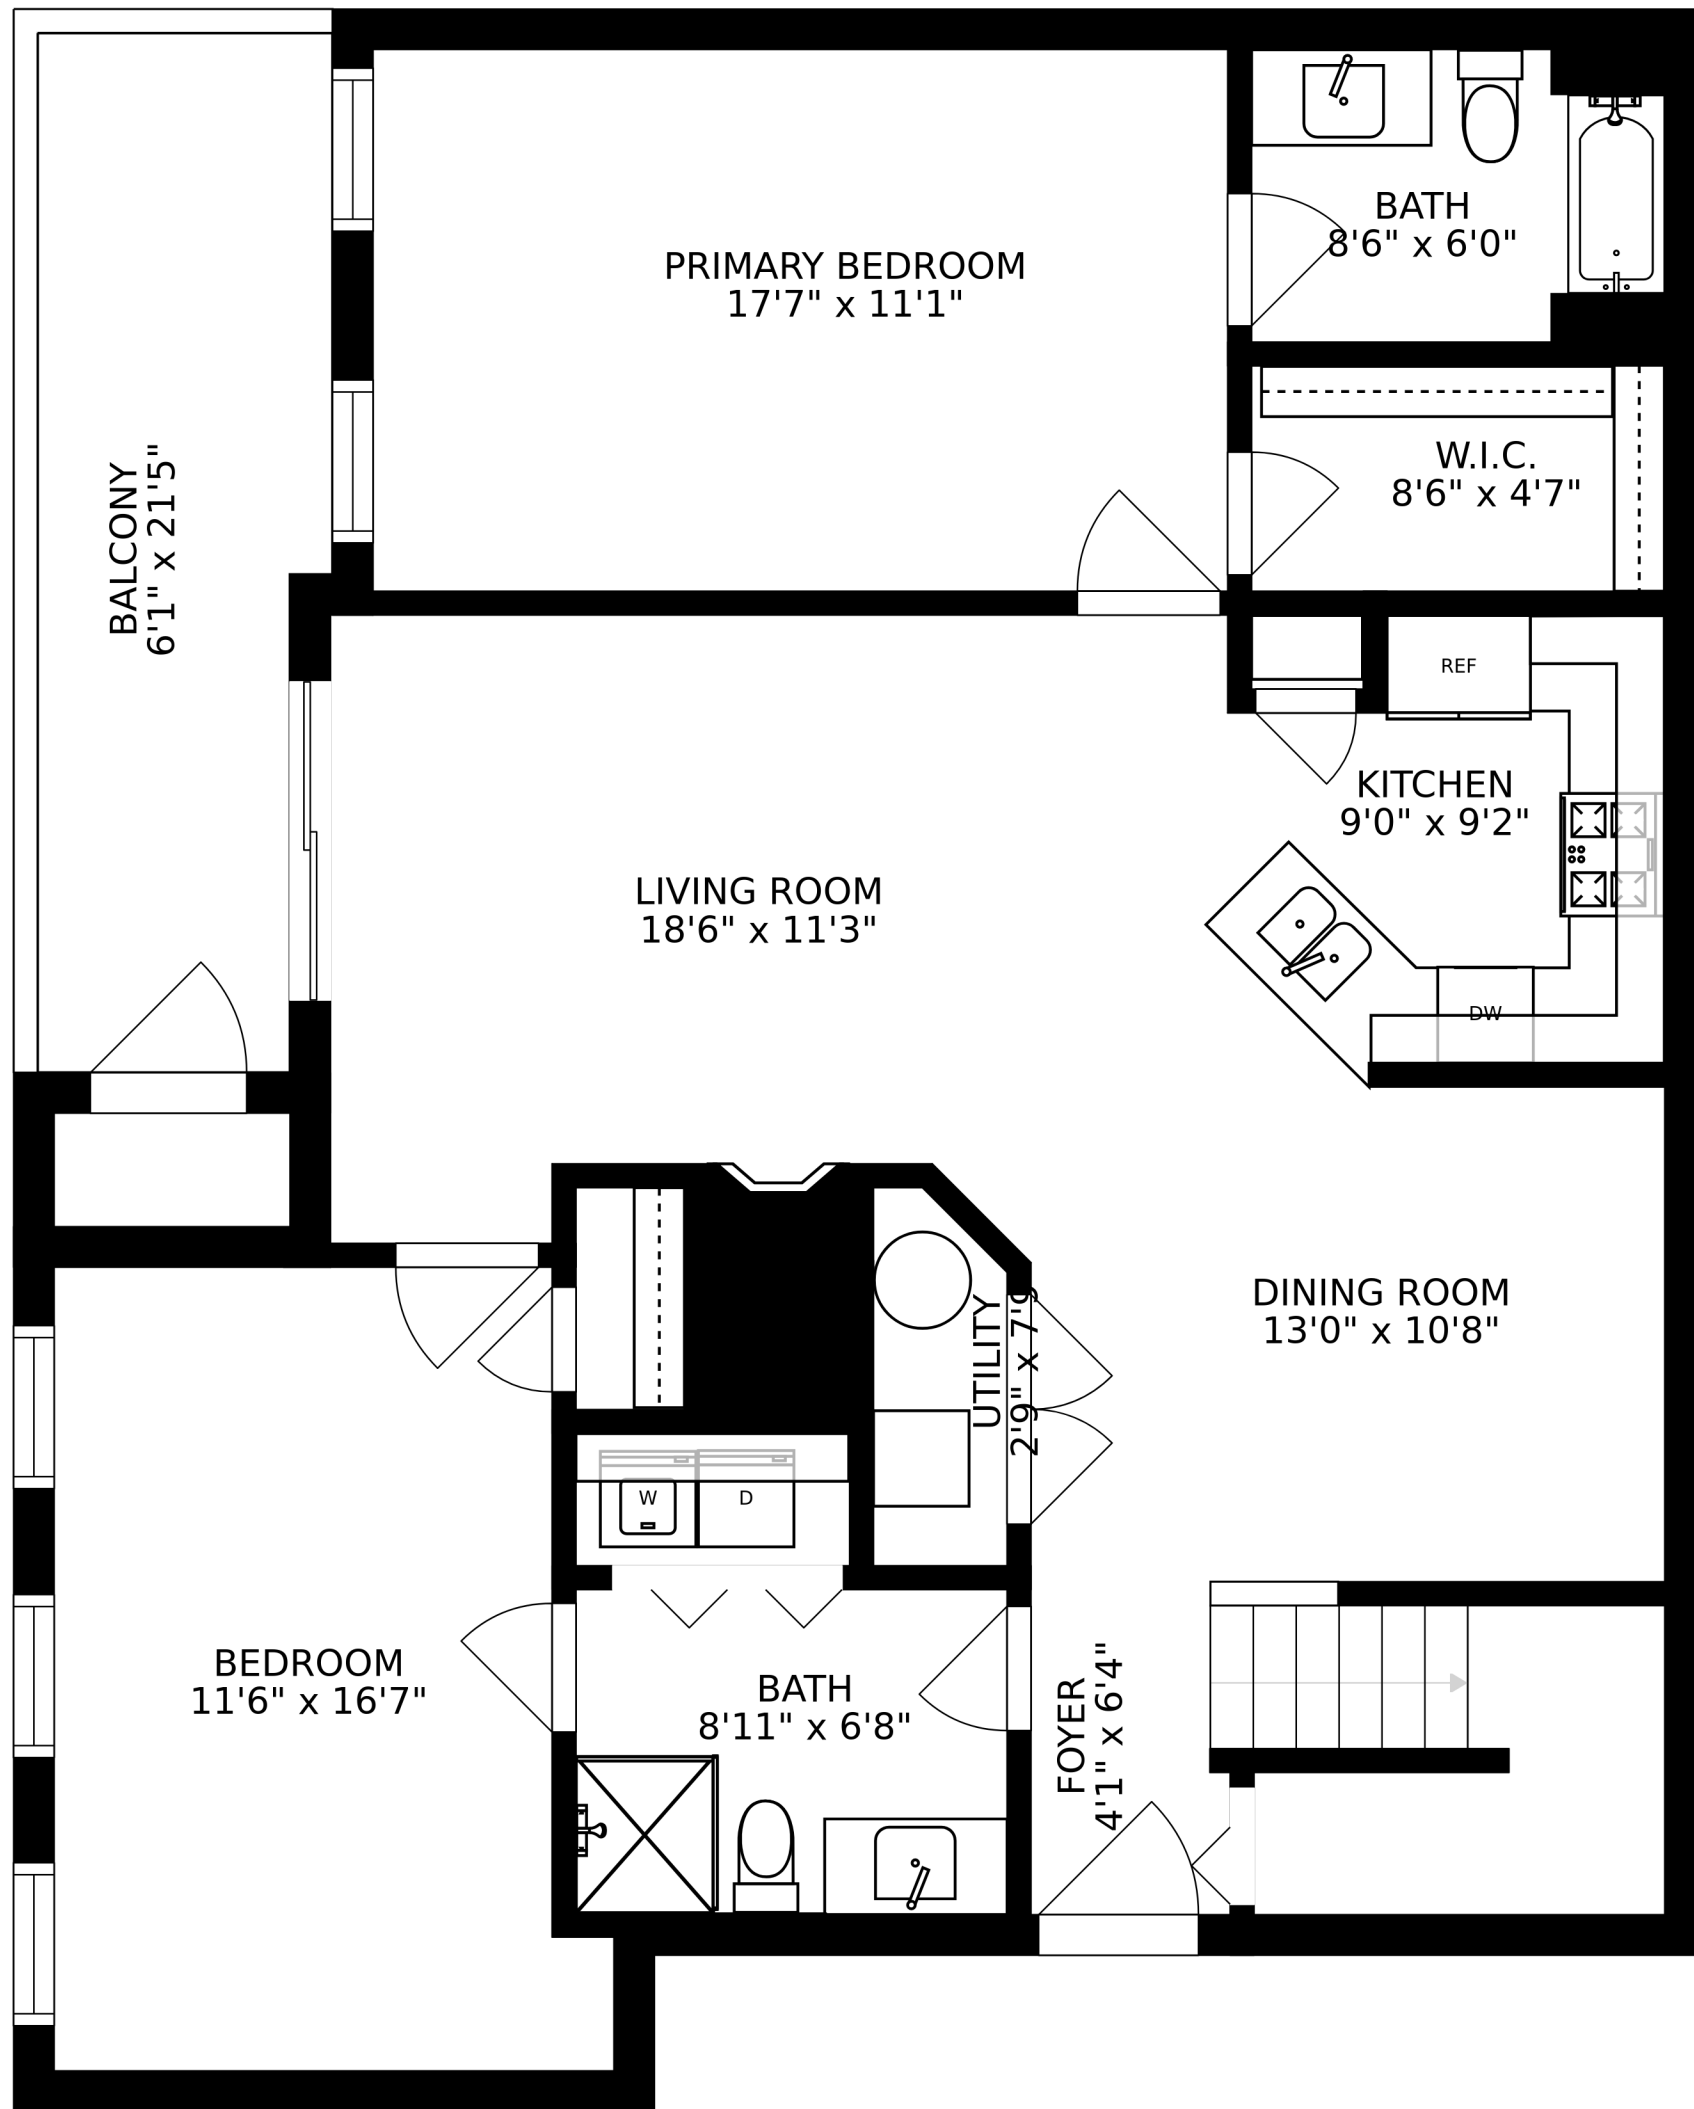 BATH
8'6" x 6'0"
PRIMARY BEDROOM
17'7" x 11'1"
W.I.C.
8'6" x 4'7"
BALCONY
6'1" x 21'5"
REF
KITCHEN
9'0" x 9'2"
LIVING ROOM
18'6" x 11'3"
DW
DINING ROOM
13'0" x 10'8"
UTILITY
2'9" x 7'9
W
D
BEDROOM
11'6" x 16'7"
BATH
8'11" x 6'8"
FOYER
4'1" x 6'4"